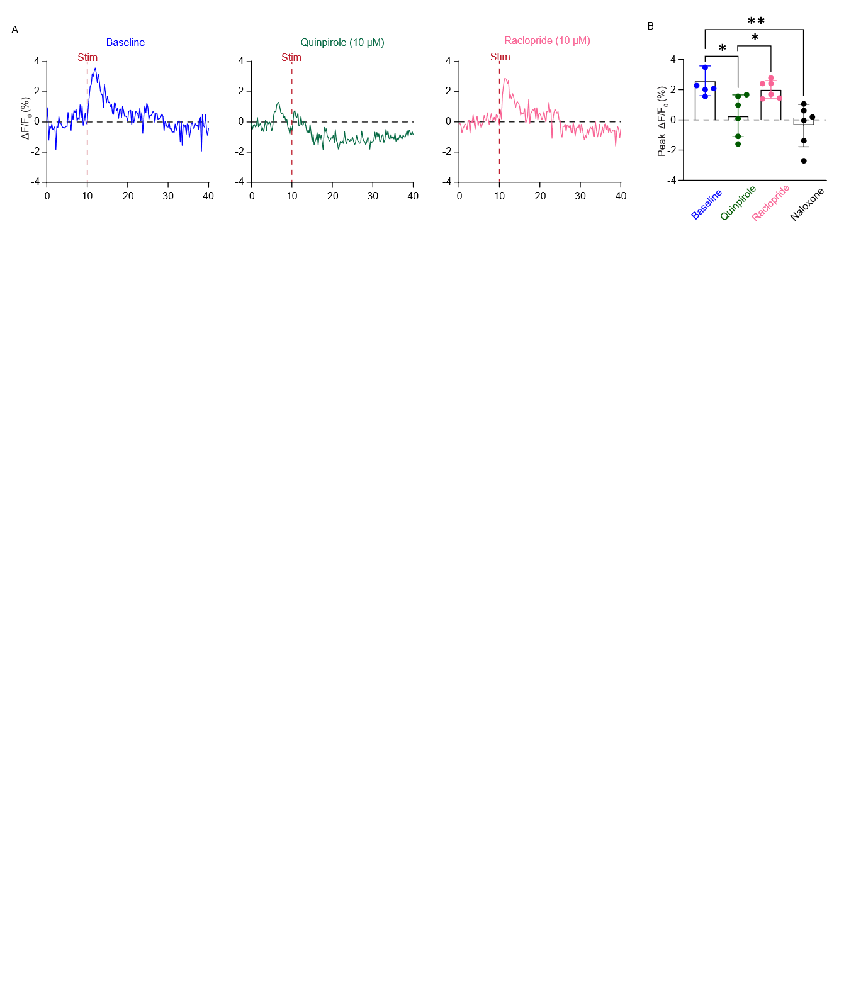 A
Baseline
Stim
ΔF/F0 (%)
4
2
0
-2
-4
0
10
20
30
40
Quinpirole (10 µM)
Stim
4
2
0
-2
-4
0
10
20
30
40
Raclopride (10 µM)
Stim
4
2
0
-2
-4
0
10
20
30
40
B
**
*
*
Peak ΔF/F0 (%)
4
2
0
-2
-4
Baseline
Quinpirole
Raclopride
Naloxone